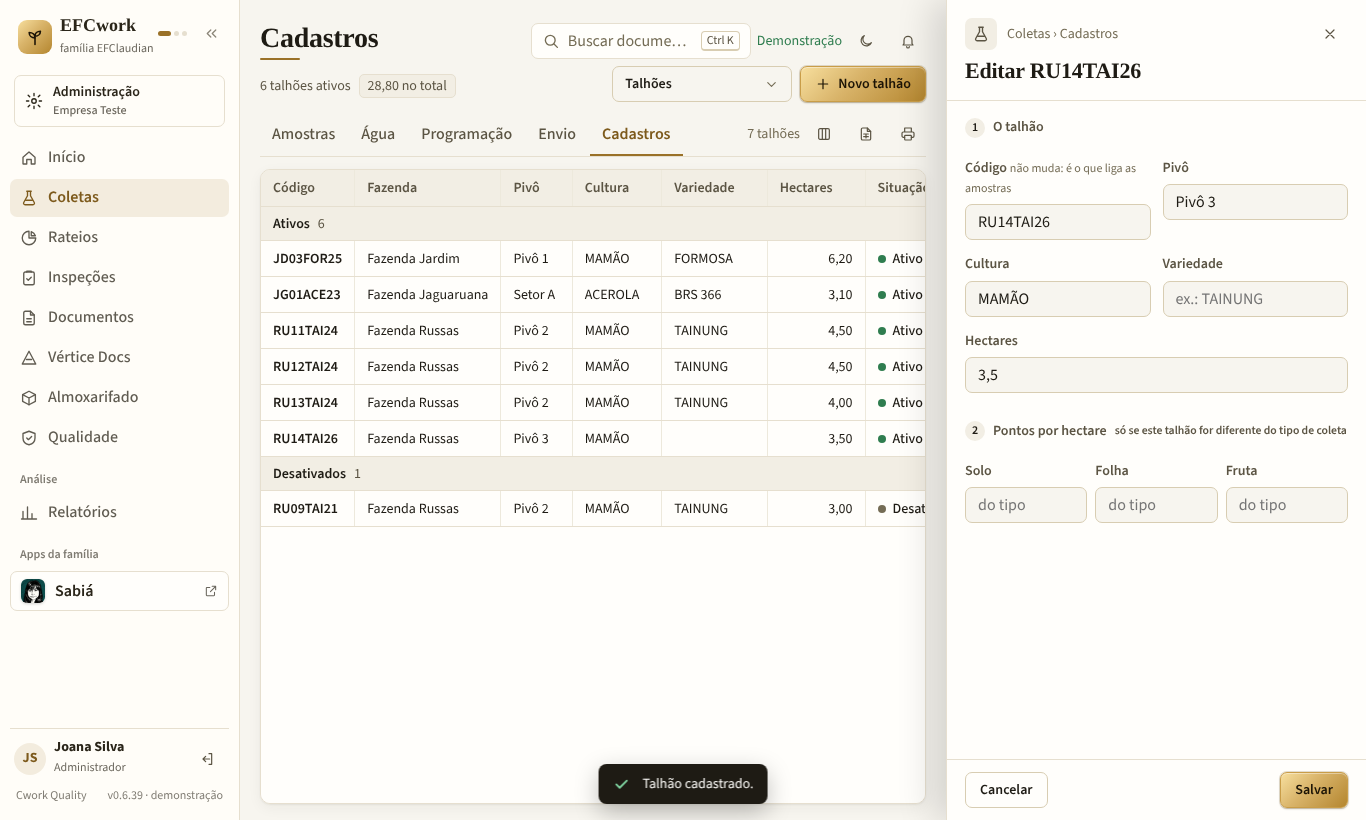 EFCwork
família EFClaudian
Administração
Empresa Teste
Início
Coletas
Rateios
Inspeções
Documentos
Vértice Docs
Almoxarifado
Qualidade
Análise
Relatórios
Apps da família
Sabiá
JS
Joana Silva
Administrador
Cwork Quality v0.6.39 · demonstração
Cadastros
Buscar docume… Ctrl K
Demonstração
6 talhões ativos 28,80 no total
Talhões
Novo talhão
Amostras Água Programação Envio Cadastros 7 talhões
Código Fazenda Pivô Cultura Variedade Hectares Situaçã
Ativos 6
JD03FOR25 Fazenda Jardim Pivô 1 MAMÃO FORMOSA 6,20 Ativo
JG01ACE23 Fazenda Jaguaruana Setor A ACEROLA BRS 366 3,10 Ativo
RU11TAI24 Fazenda Russas Pivô 2 MAMÃO TAINUNG 4,50 Ativo
RU12TAI24 Fazenda Russas Pivô 2 MAMÃO TAINUNG 4,50 Ativo
RU13TAI24 Fazenda Russas Pivô 2 MAMÃO TAINUNG 4,00 Ativo
RU14TAI26 Fazenda Russas Pivô 3 MAMÃO 3,50 Ativo
Desativados 1
RU09TAI21 Fazenda Russas Pivô 2 MAMÃO TAINUNG 3,00 Desat
Talhão cadastrado.
Coletas › Cadastros
Editar RU14TAI26
1 O talhão
Código não muda: é o que liga as
amostras
RU14TAI26
Pivô
Pivô 3
Cultura
MAMÃO
Variedade
ex.: TAINUNG
Hectares
3,5
2 Pontos por hectare só se este talhão for diferente do tipo de coleta
Solo Folha Fruta
do tipo do tipo do tipo
Cancelar Salvar